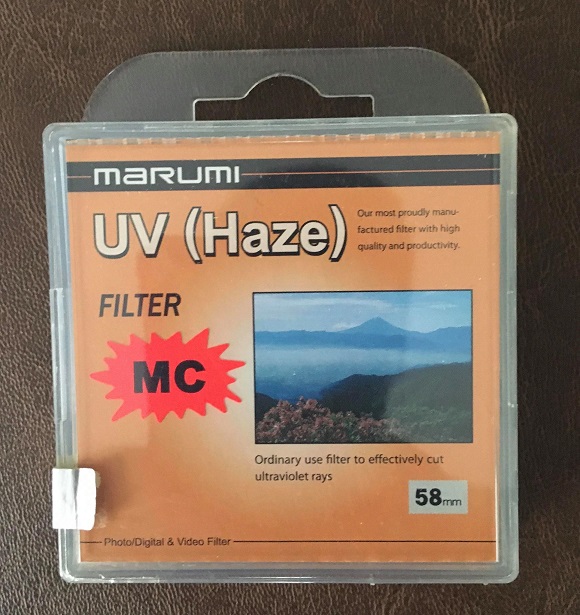 marumi
UV (Haze)
Our most proudly manu-
factured filter with high
quality and productivity.
FILTER
MC
Ordinary use filter to effectively cut
ultraviolet rays
58mm
Photo/Digital & Video Filter